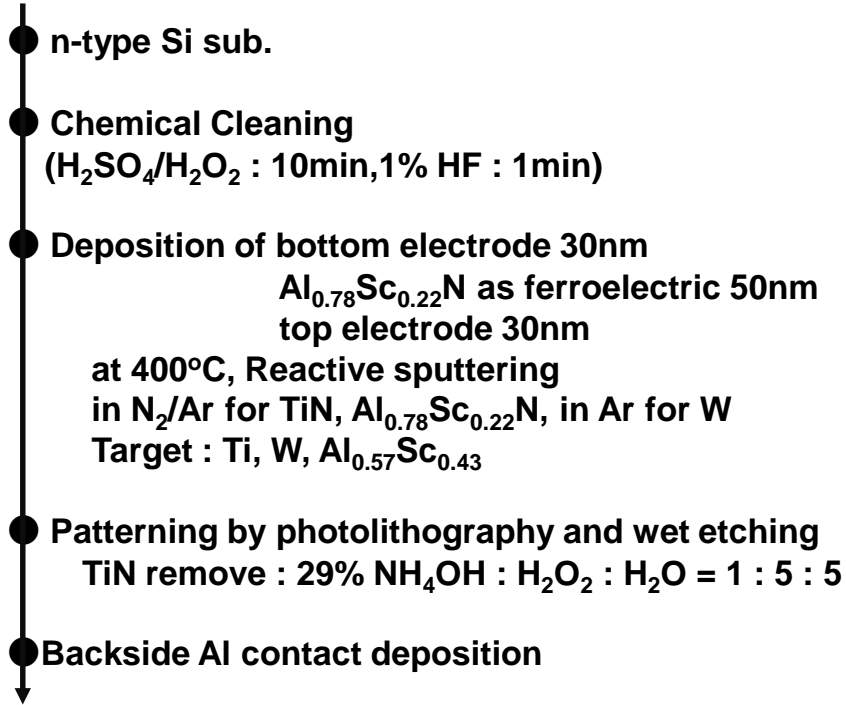 n-type Si sub.
Chemical Cleaning
(H₂SO₄/H₂O₂ : 10min,1% HF : 1min)
Deposition of bottom electrode 30nm
Al₀.₇₈Sc₀.₂₂N as ferroelectric 50nm
top electrode 30nm
at 400ᵒC, Reactive sputtering
in N₂/Ar for TiN, Al₀.₇₈Sc₀.₂₂N, in Ar for W
Target : Ti, W, Al₀.₅₇Sc₀.₄₃
Patterning by photolithography and wet etching
TiN remove : 29% NH₄OH : H₂O₂ : H₂O = 1 : 5 : 5
Backside Al contact deposition